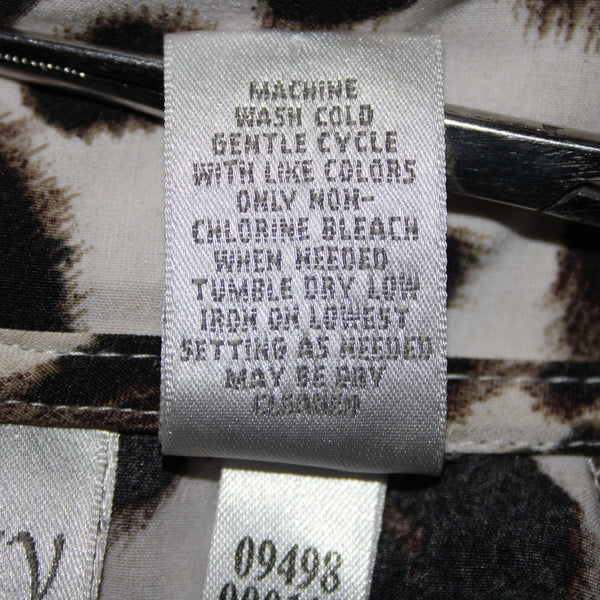 MACHINE
WASH COLD
GENTLE CYCLE
WITH LIKE COLORS
ONLY NON-
CHLORINE BLEACH
WHEN NEEDED
TUMBLE DRY LOW
IRON ON LOWEST
SETTING AS NEEDED
MAY BE DRY
CLEANED
09498